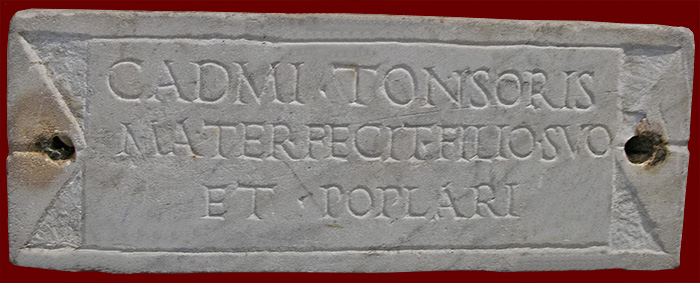 CADMI · TONSORIS
MATER FECIT · FILIO · SVO
ET · POPLARI